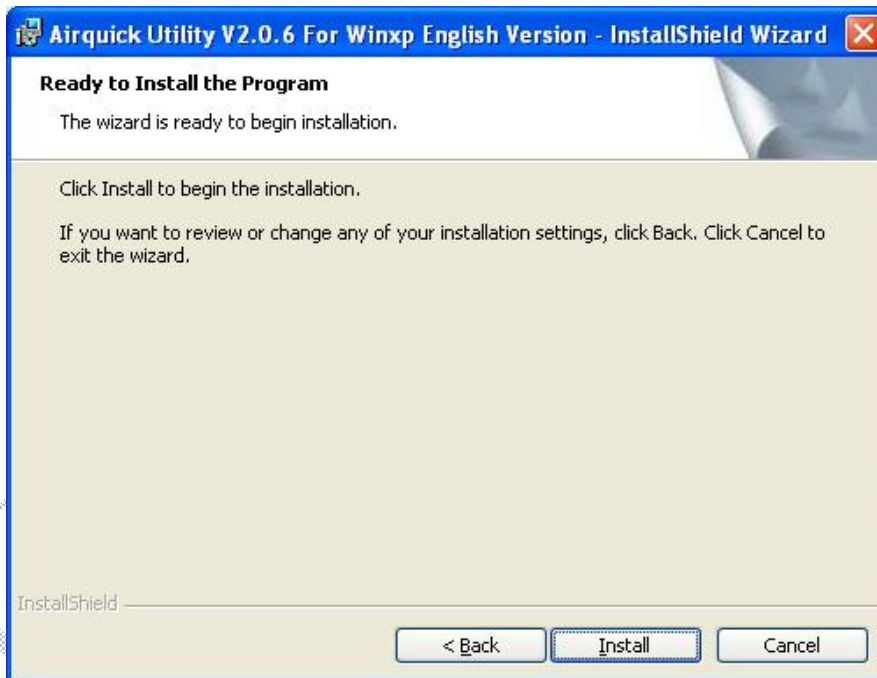 Airquick Utility V2.0.6 For Winxp English Version - InstallShield Wizard
Ready to Install the Program
The wizard is ready to begin installation.
Click Install to begin the installation.
If you want to review or change any of your installation settings, click Back. Click Cancel to
exit the wizard.
InstallShield
< Back
Install
Cancel